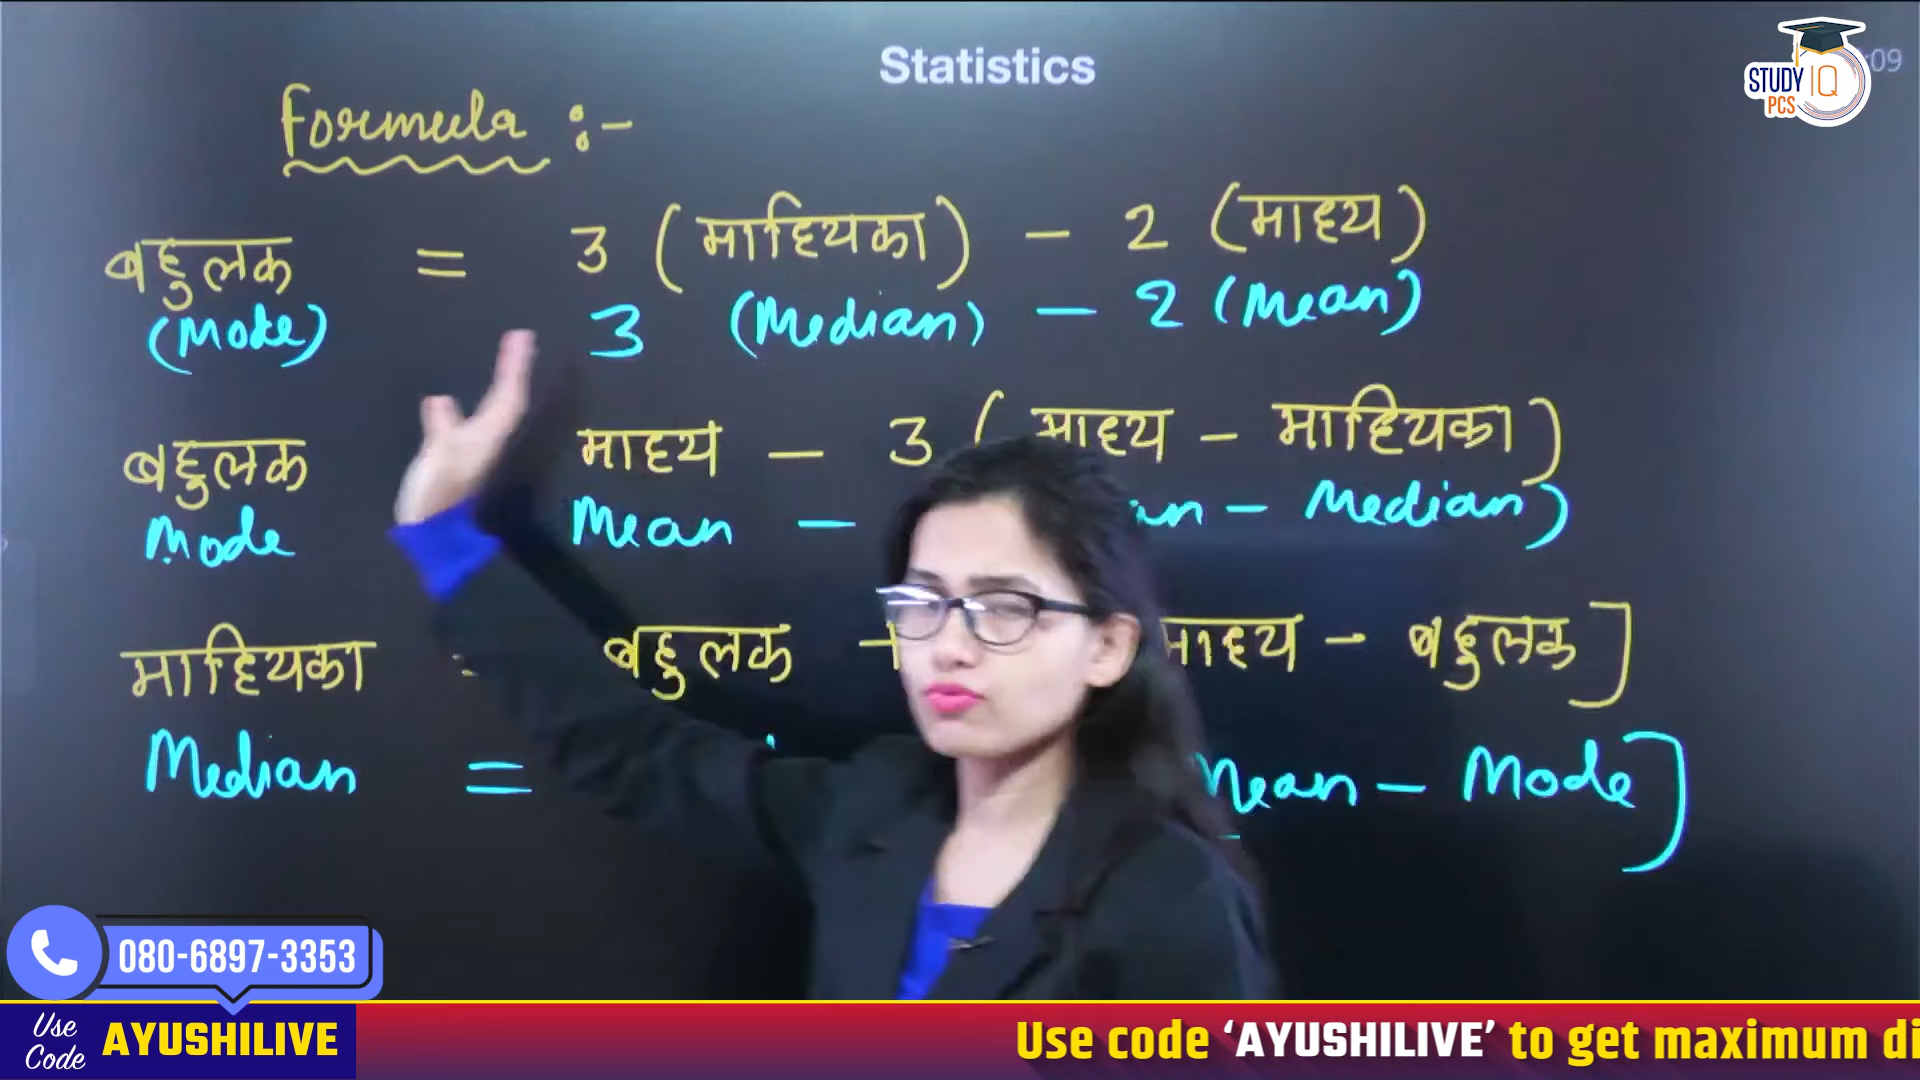 Statistics
:09
STUDY IQ
PCS
Formula :-
बहुलक = 3 (माध्यिका) - 2 (माध्य)
(Mode) 3 (Median) - 2 (Mean)
बहुलक माध्य - 3 (माध्य - माध्यिका)
Mode Mean - an - Median)
माध्यिका बहुलक माध्य - बहुलक]
Median = Mean - Mode]
080-6897-3353
Use Code AYUSHILIVE
Use code ‘AYUSHILIVE’ to get maximum di